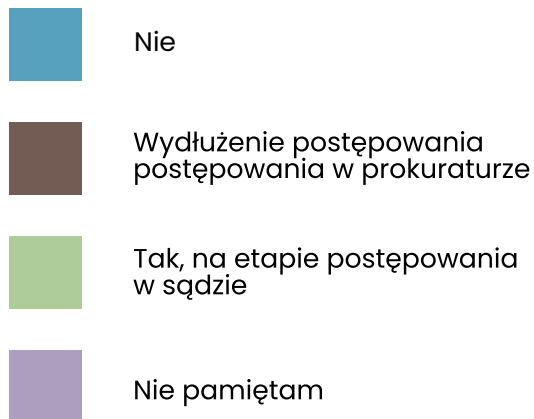 Nie
Wydłużenie postępowania
postępowania w prokuraturze
Tak, na etapie postępowania
w sądzie
Nie pamiętam